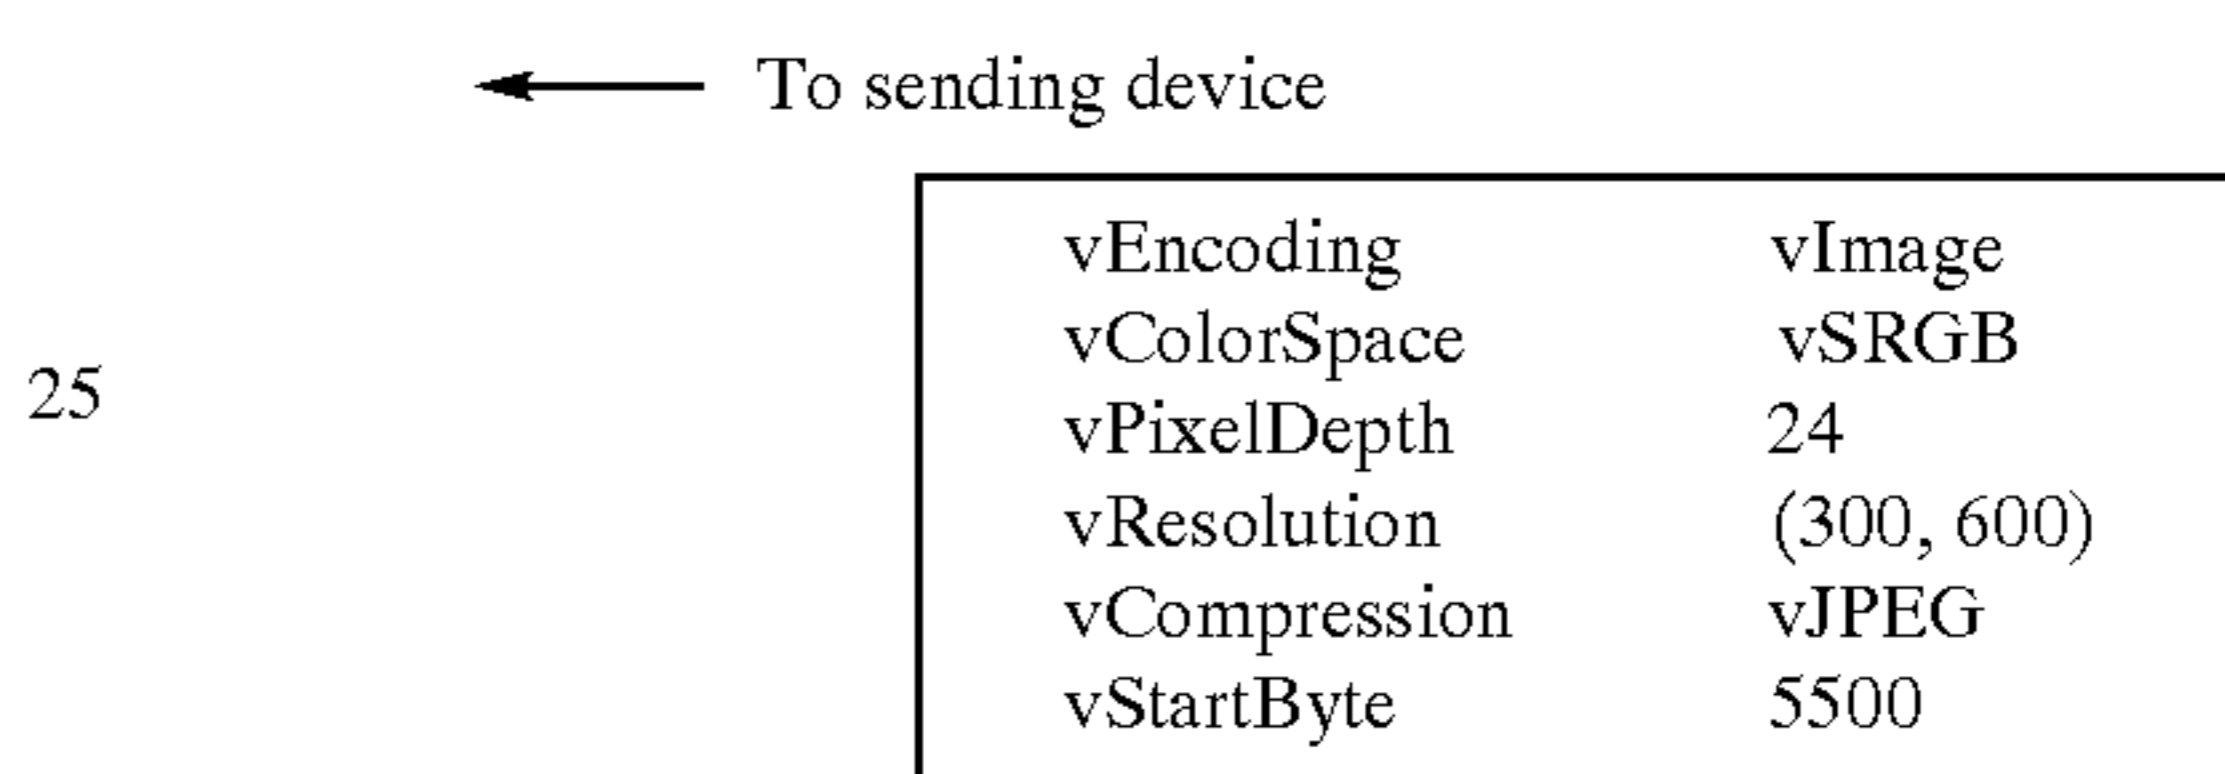 To sending device
vEncoding vImage
vColorSpace vSRGB
25
vPixelDepth 24
vResolution (300, 600)
vCompression vJPEG
vStartByte 5500